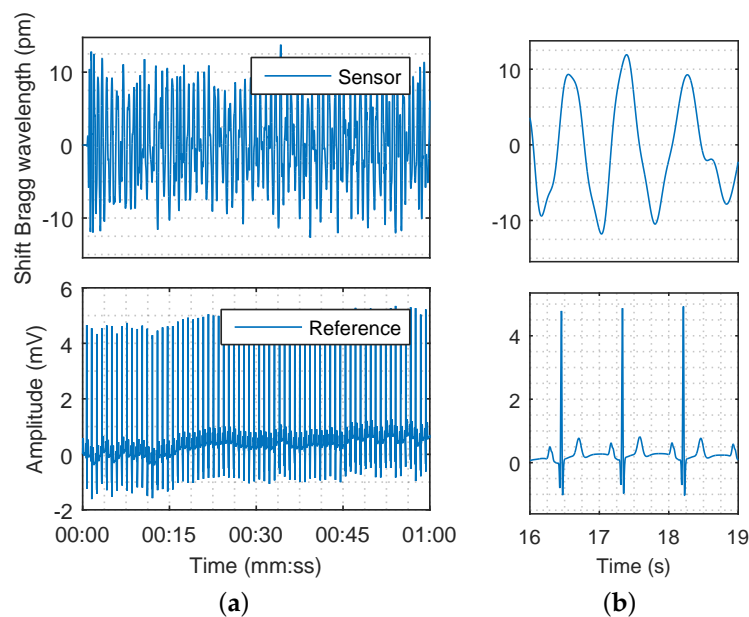 Shift Bragg wavelength (pm)
10
0
-10
Sensor
10
0
-10
Amplitude (mV)
6
4
2
0
-2
Reference
00:00 00:15 00:30 00:45 01:00
Time (mm:ss)
4
2
0
16 17 18 19
Time (s)
(a)
(b)